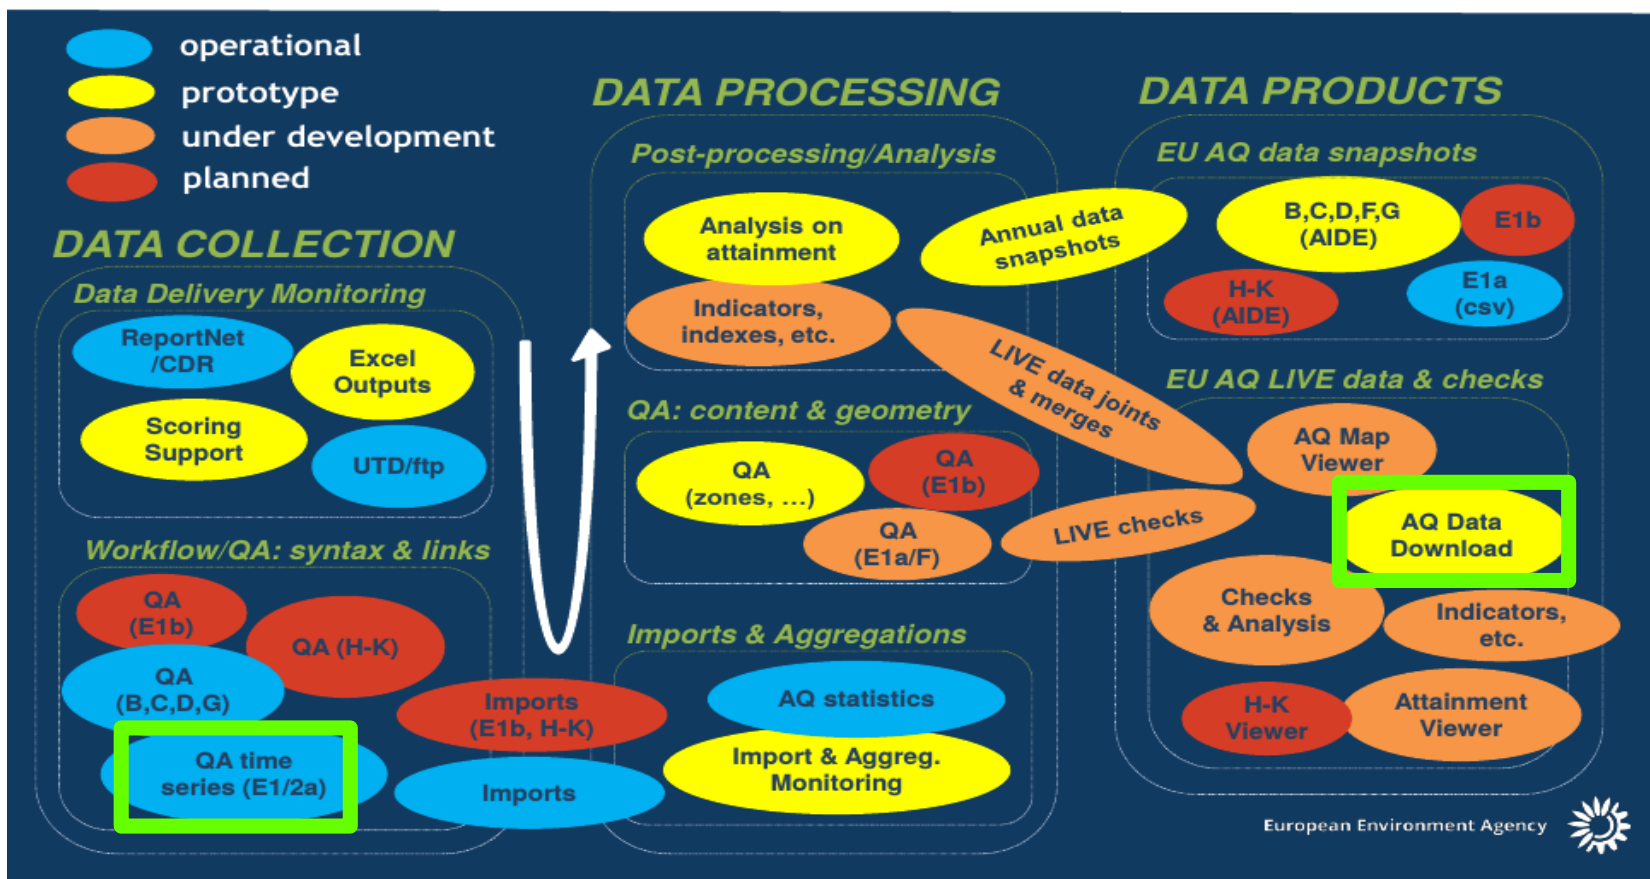 operational
prototype
under development
planned
DATA COLLECTION
Data Delivery Monitoring
ReportNet
/CDR
Excel
Outputs
Scoring
Support
UTD/ftp
Workflow/QA: syntax & links
QA
(E1b)
QA (H-K)
QA
(B,C,D,G)
QA time
series (E1/2a)
Imports
(E1b, H-K)
Imports
DATA PROCESSING
Post-processing/Analysis
Analysis on
attainment
Indicators,
indexes, etc.
Annual data
snapshots
LIVE data joints
& merges
QA: content & geometry
QA
(zones, ...)
QA
(E1b)
QA
(E1a/F)
LIVE checks
Imports & Aggregations
AQ statistics
Import & Aggreg.
Monitoring
DATA PRODUCTS
EU AQ data snapshots
B,C,D,F,G
(AIDE)
E1b
H-K
(AIDE)
E1a
(csv)
EU AQ LIVE data & checks
AQ Map
Viewer
AQ Data
Download
Checks
& Analysis
Indicators,
etc.
H-K
Viewer
Attainment
Viewer
European Environment Agency